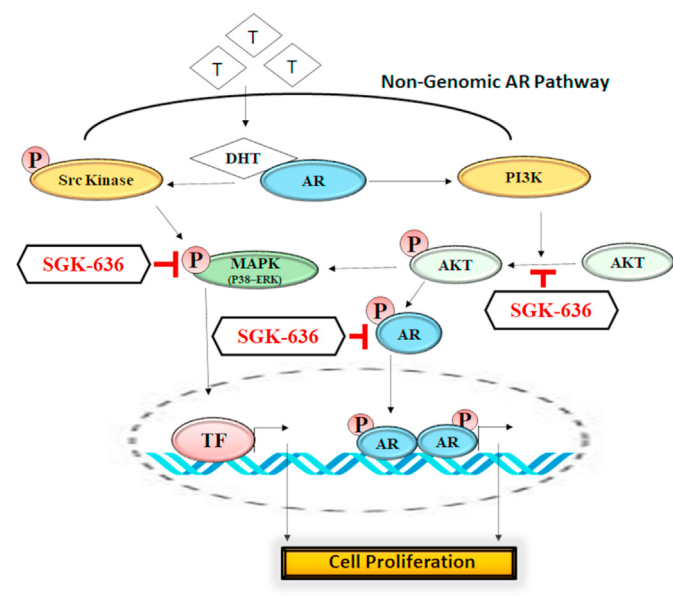 T
T
T
Non-Genomic AR Pathway
P
DHT
Src Kinase
AR
PI3K
P
SGK-636
P
MAPK
(P38–ERK)
AKT
AKT
SGK-636
P
SGK-636
AR
P
P
TF
AR
AR
Cell Proliferation